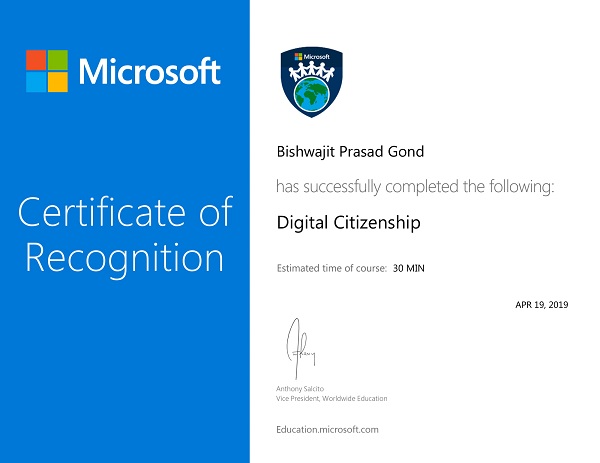 Microsoft
Certificate of
Recognition
Microsoft
Bishwajit Prasad Gond
has successfully completed the following:
Digital Citizenship
Estimated time of course: 30 MIN
APR 19, 2019
Anthony
Anthony Salcito
Vice President, Worldwide Education
Education.microsoft.com